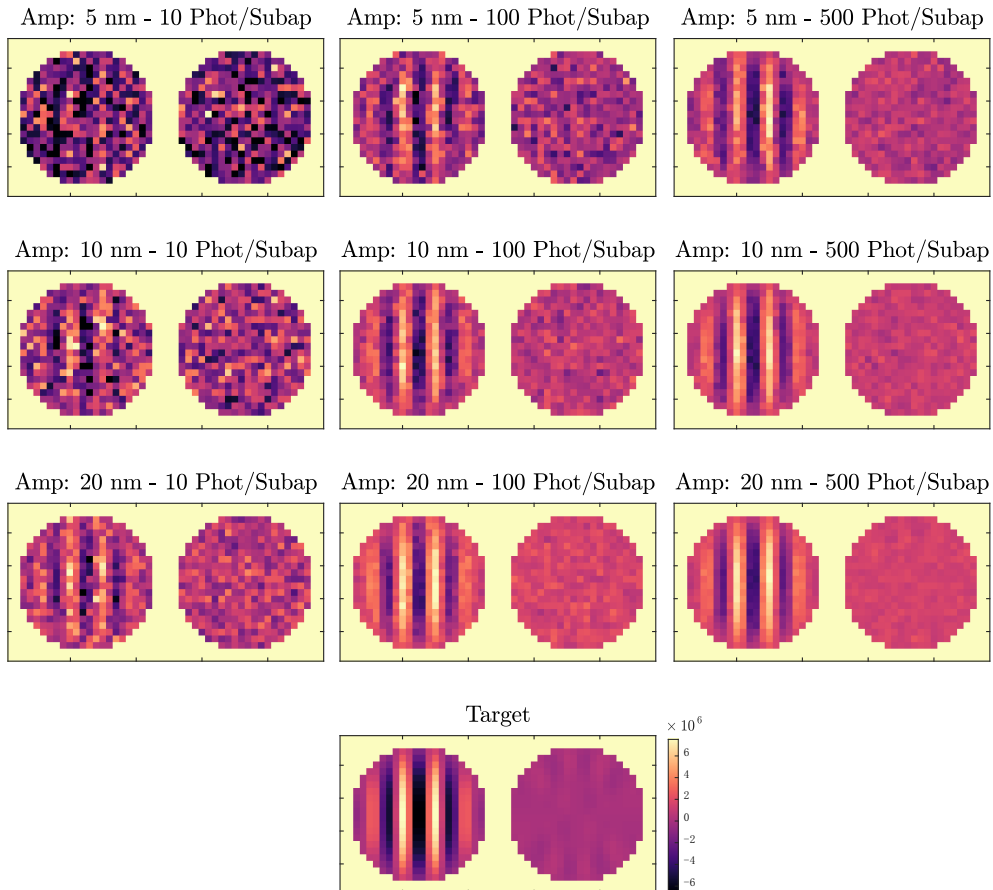 Amp: 5 nm - 10 Phot/Subap
Amp: 5 nm - 100 Phot/Subap
Amp: 5 nm - 500 Phot/Subap
Amp: 10 nm - 10 Phot/Subap
Amp: 10 nm - 100 Phot/Subap
Amp: 10 nm - 500 Phot/Subap
Amp: 20 nm - 10 Phot/Subap
Amp: 20 nm - 100 Phot/Subap
Amp: 20 nm - 500 Phot/Subap
Target
× 10⁶
6
4
2
0
−2
−4
−6